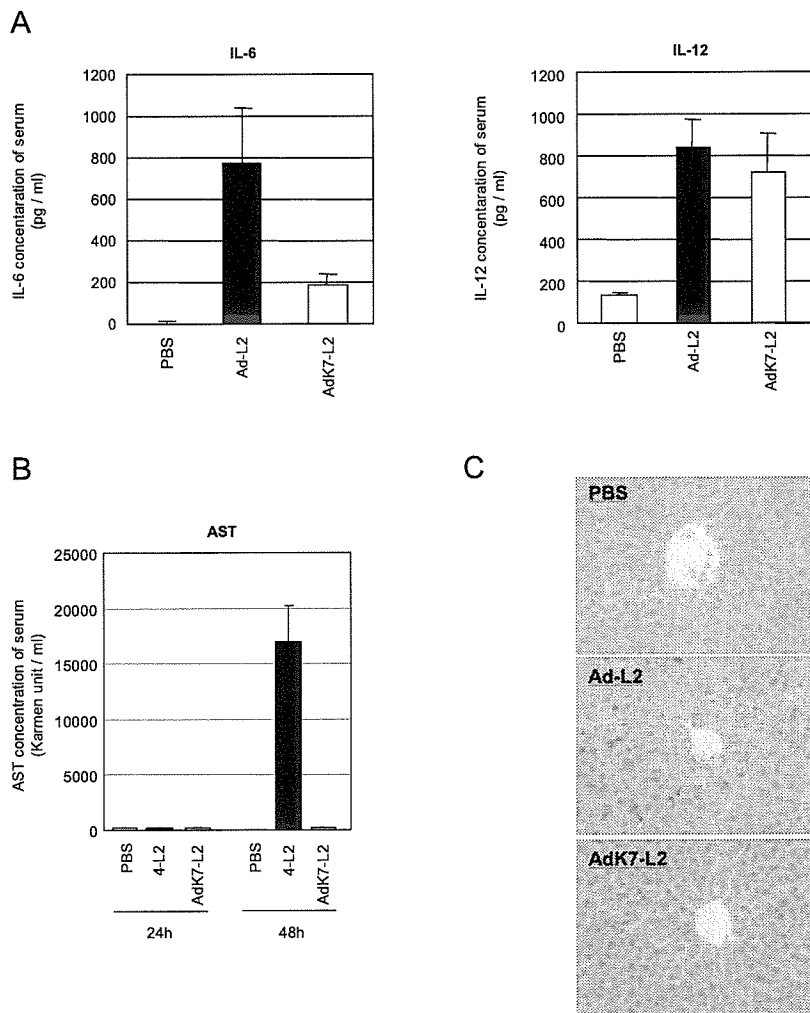 A
IL-6
IL-6 concentaration of serum
(pg / ml)
1200
1000
800
600
400
200
0
PBS
Ad-L2
AdK7-L2
IL-12
IL-12 concentaration of serum
(pg / ml)
1200
1000
800
600
400
200
0
PBS
Ad-L2
AdK7-L2
B
AST
AST concentration of serum
(Karmen unit / ml)
25000
20000
15000
10000
5000
0
PBS
4-L2
AdK7-L2
PBS
4-L2
AdK7-L2
24h
48h
C
PBS
Ad-L2
AdK7-L2